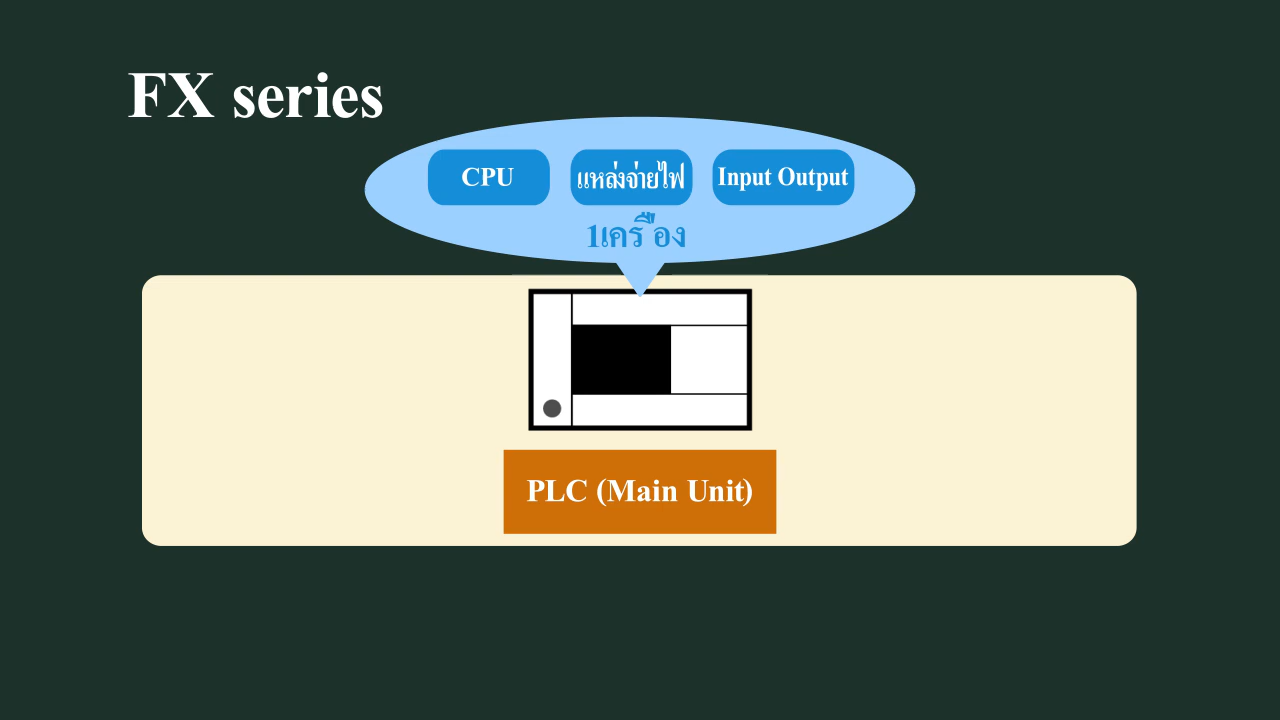 FX series
CPU
แหล่งจ่ายไฟ
Input Output
1เครื่อง
PLC (Main Unit)